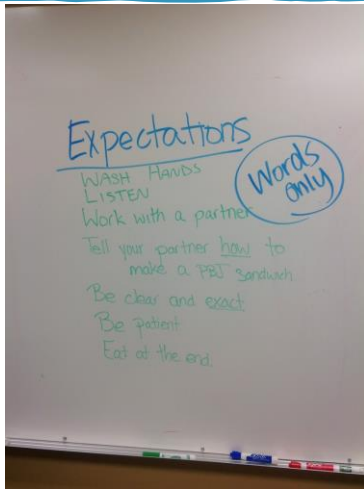 Expectations
Words
only
WASH HANDS
LISTEN
Work with a partner
Tell your partner how to
make a PBJ sandwich
Be clear and exact
Be patient
Eat at the end.